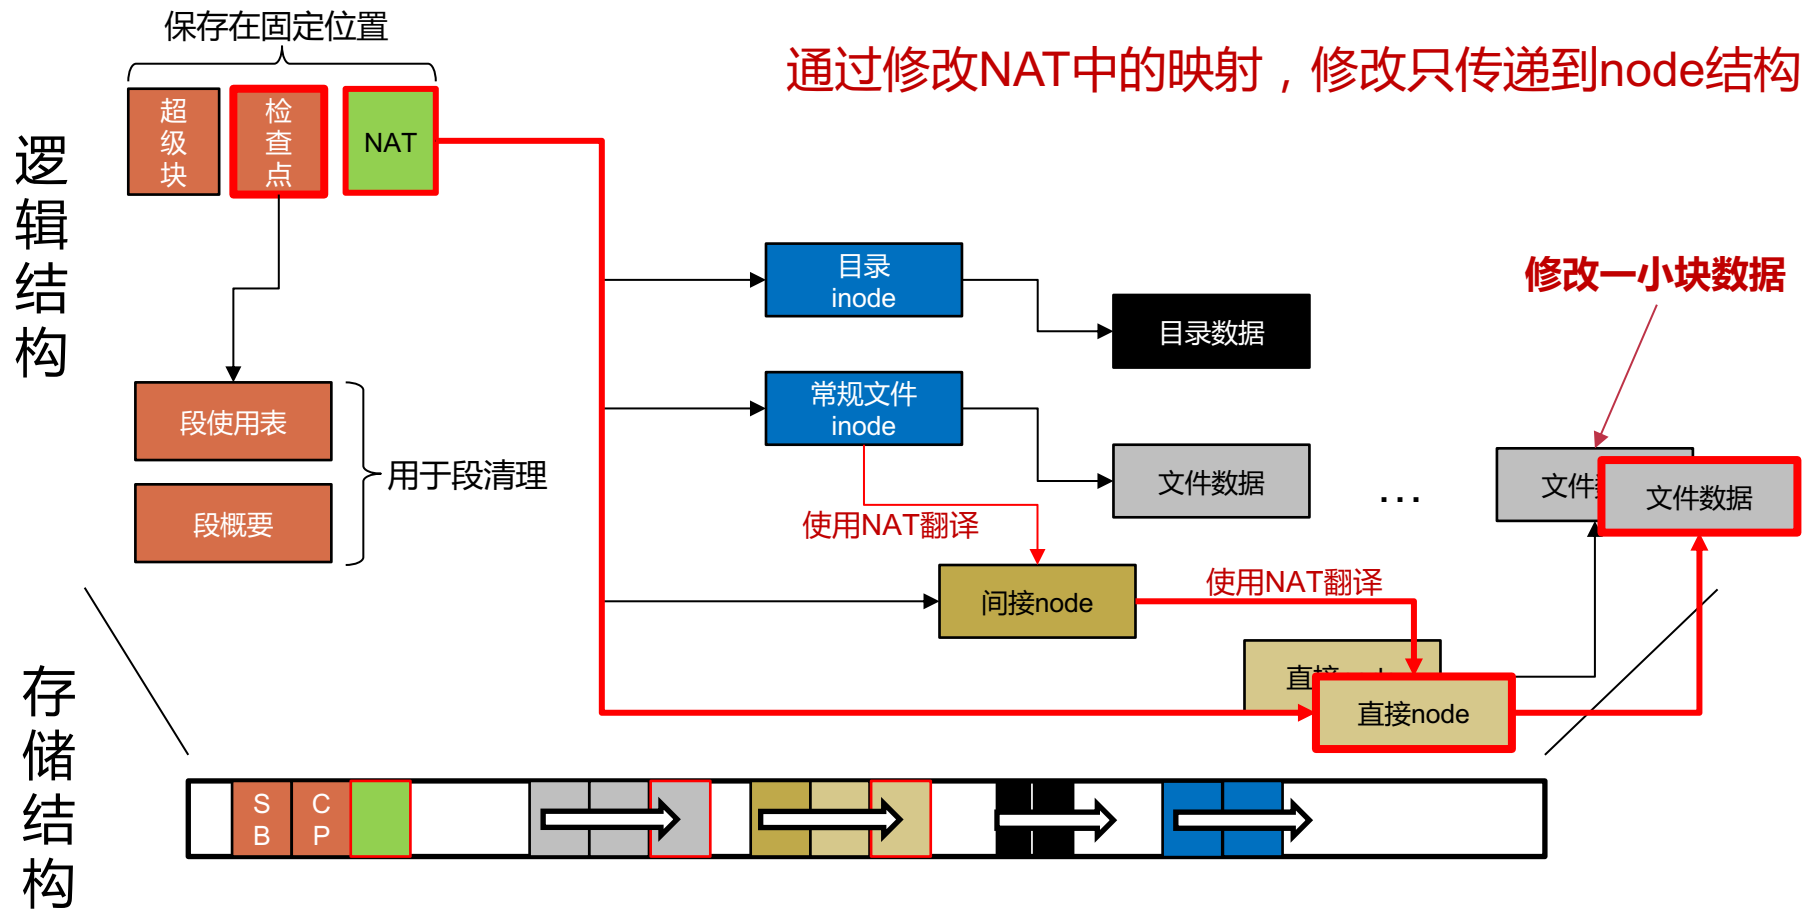 保存在固定位置
通过修改NAT中的映射，修改只传递到node结构
超级块
检查点
NAT
逻辑结构
目录
inode
目录数据
修改一小块数据
常规文件
inode
段使用表
段概要
用于段清理
文件数据
...
文件
文件数据
使用NAT翻译
使用NAT翻译
间接node
直接node
存储结构
SB
CP